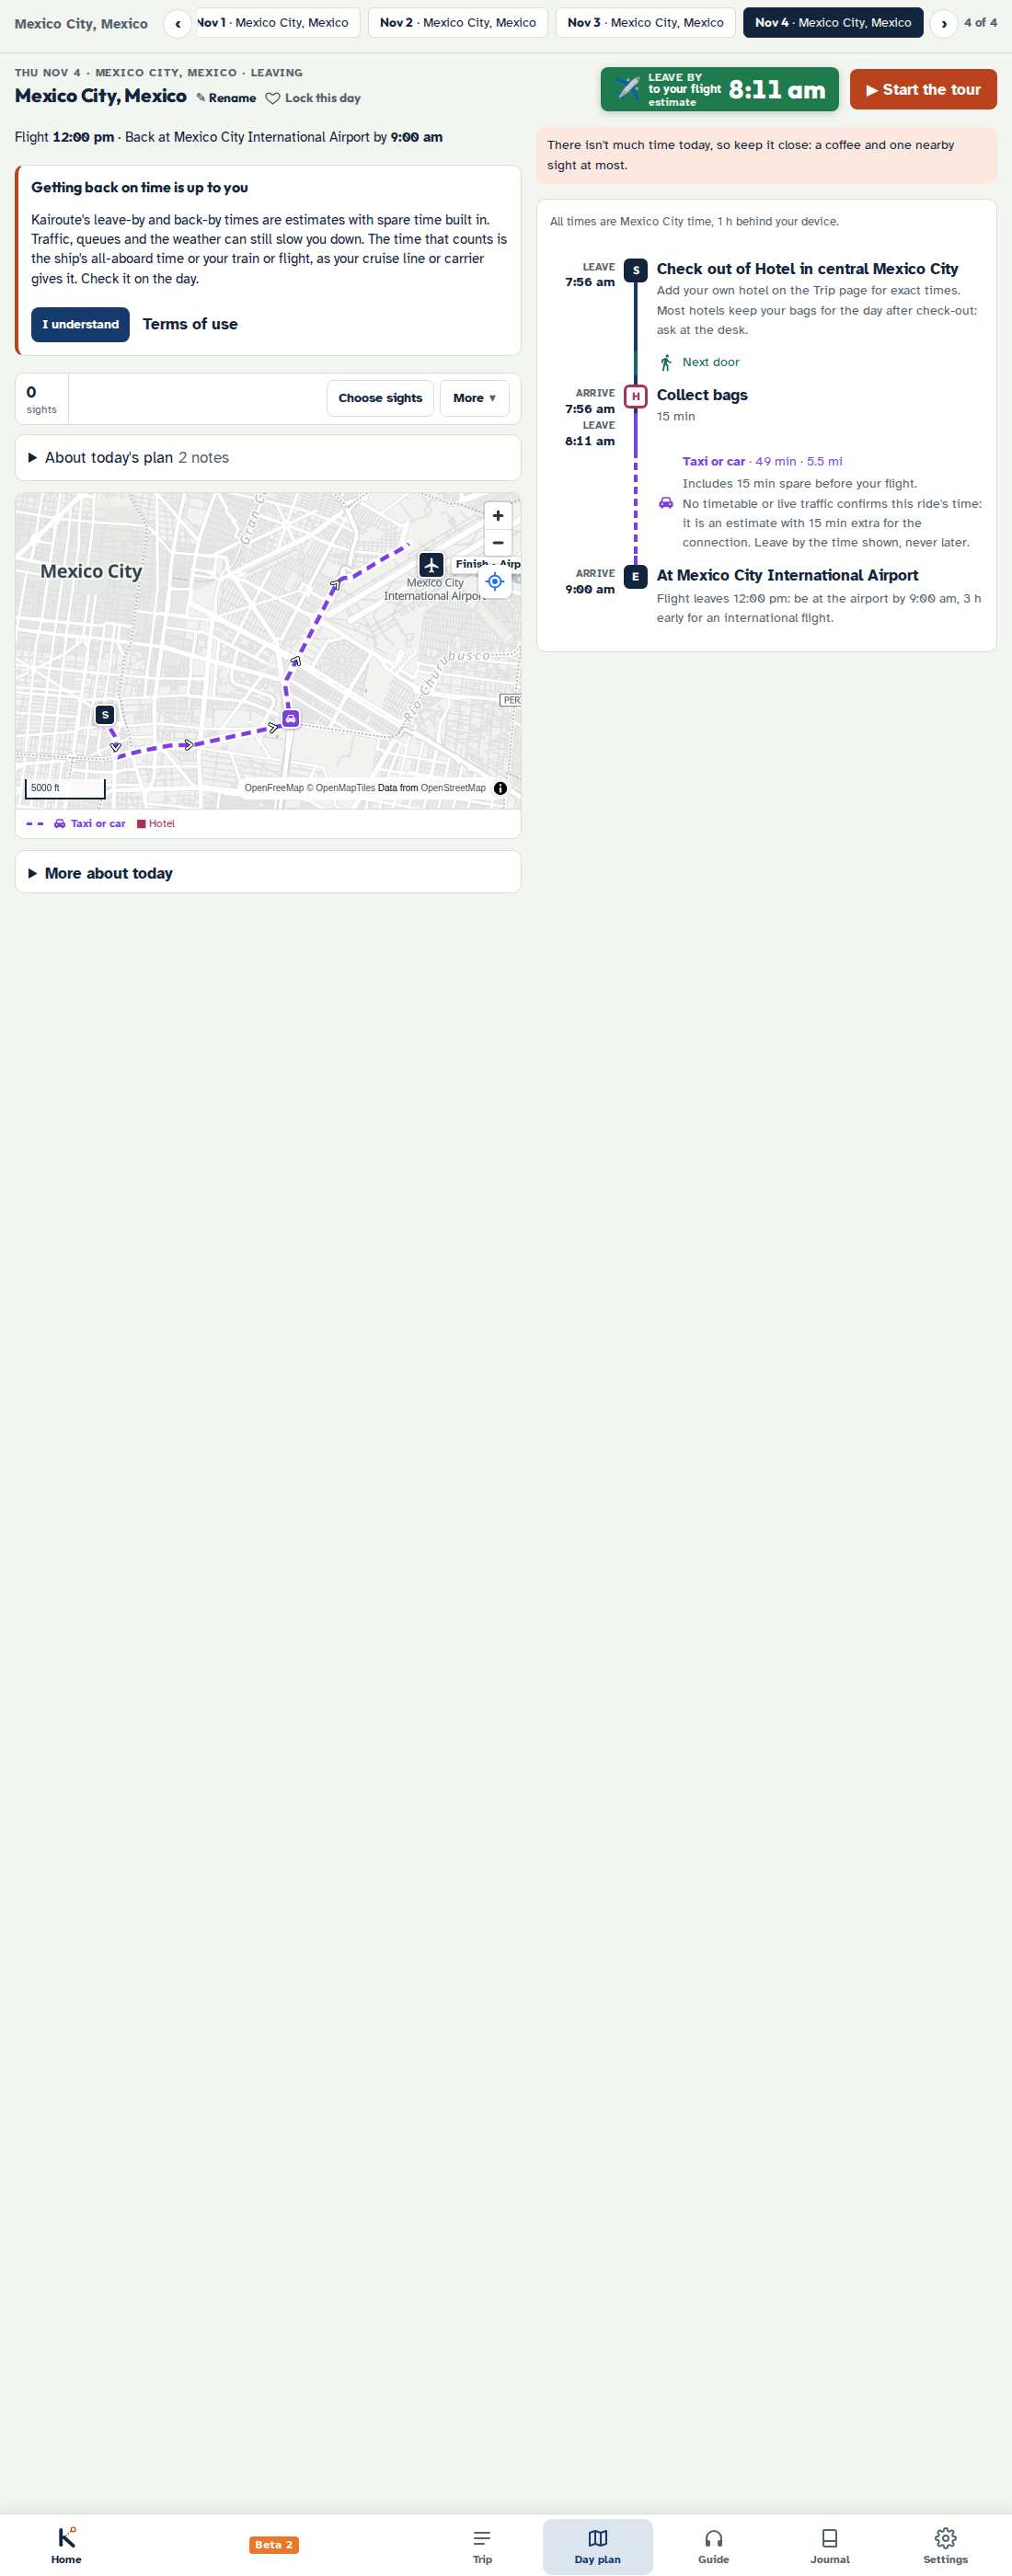 Mexico City, Mexico
‹
Nov 1 · Mexico City, Mexico
Nov 2 · Mexico City, Mexico
Nov 3 · Mexico City, Mexico
Nov 4 · Mexico City, Mexico
›
4 of 4
THU NOV 4 · MEXICO CITY, MEXICO · LEAVING
Mexico City, Mexico
✎ Rename
Lock this day
LEAVE BY
to your flight
estimate
8:11 am
▶ Start the tour
Flight 12:00 pm · Back at Mexico City International Airport by 9:00 am
Getting back on time is up to you
Kairoute's leave-by and back-by times are estimates with spare time built in.
Traffic, queues and the weather can still slow you down. The time that counts is
the ship's all-aboard time or your train or flight, as your cruise line or carrier
gives it. Check it on the day.
I understand
Terms of use
0
sights
Choose sights
More ▼
▶ About today's plan 2 notes
Mexico City
Gran C
+
−
Finish · Airp
Mexico City
International Airport
Río Churubusco
PER
S
5000 ft
OpenFreeMap © OpenMapTiles Data from OpenStreetMap
Taxi or car
Hotel
▶ More about today
There isn't much time today, so keep it close: a coffee and one nearby
sight at most.
All times are Mexico City time, 1 h behind your device.
LEAVE
7:56 am
S
Check out of Hotel in central Mexico City
Add your own hotel on the Trip page for exact times.
Most hotels keep your bags for the day after check-out:
ask at the desk.
Next door
ARRIVE
7:56 am
LEAVE
8:11 am
H
Collect bags
15 min
Taxi or car · 49 min · 5.5 mi
Includes 15 min spare before your flight.
No timetable or live traffic confirms this ride's time:
it is an estimate with 15 min extra for the
connection. Leave by the time shown, never later.
ARRIVE
9:00 am
E
At Mexico City International Airport
Flight leaves 12:00 pm: be at the airport by 9:00 am, 3 h
early for an international flight.
Home
Beta 2
Trip
Day plan
Guide
Journal
Settings